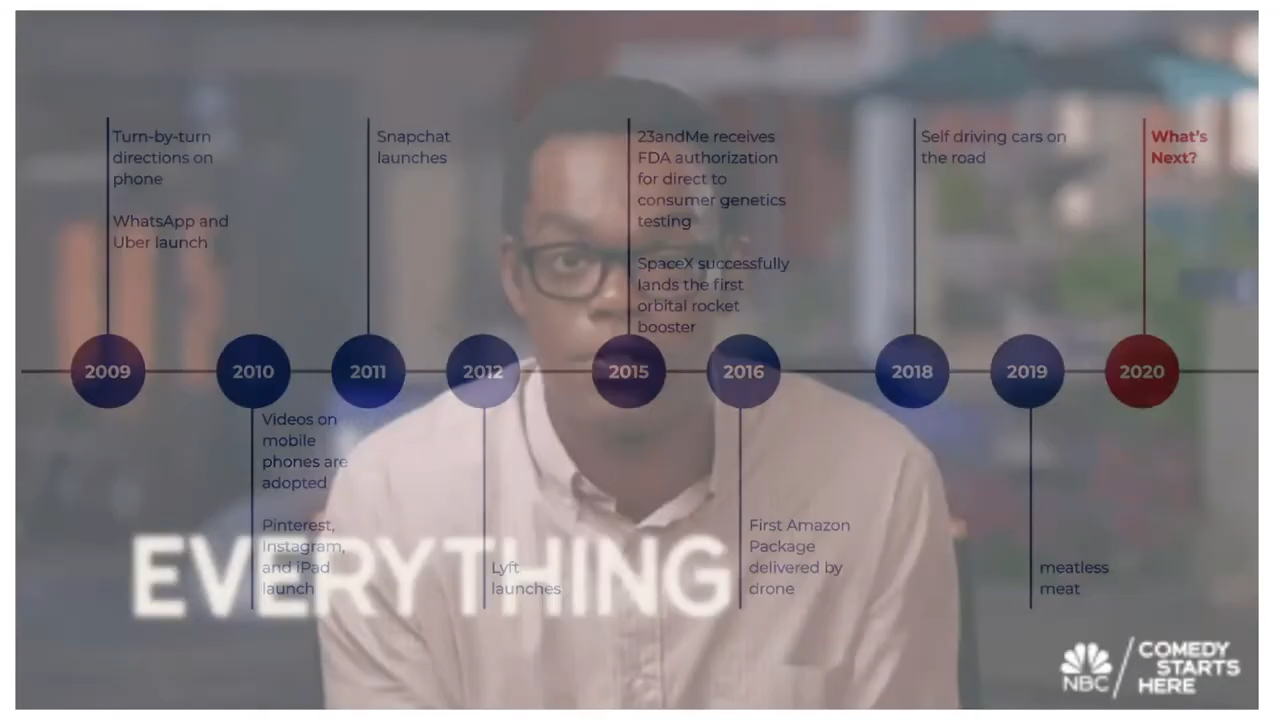 Turn-by-turn
directions on
phone
WhatsApp and
Uber launch
Snapchat
launches
23andMe receives
FDA authorization
for direct to
consumer genetics
testing
SpaceX successfully
lands the first
orbital rocket
booster
Self driving cars on
the road
What's
Next?
2009
2010
2011
2012
2015
2016
2018
2019
2020
Videos on
mobile
phones are
adopted
Pinterest,
Instagram,
and iPad
launch
Lyft
launches
First Amazon
Package
delivered by
drone
meatless
meat
EVERYTHING
NBC
COMEDY
STARTS
HERE